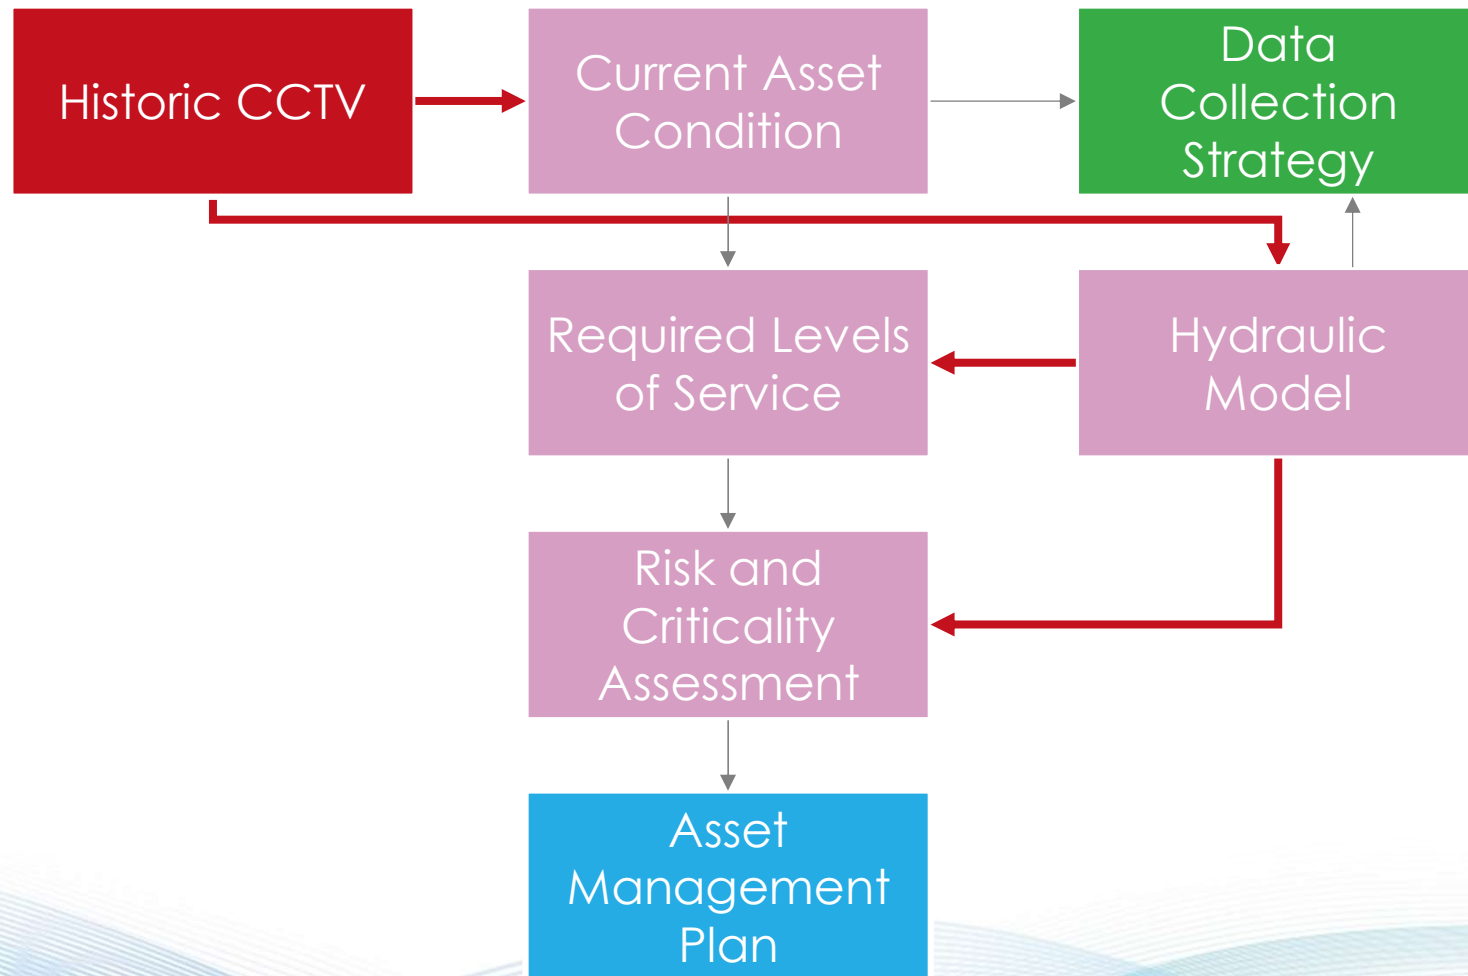 Historic CCTV
Current Asset
Condition
Data
Collection
Strategy
Required Levels
of Service
Hydraulic
Model
Risk and
Criticality
Assessment
Asset
Management
Plan